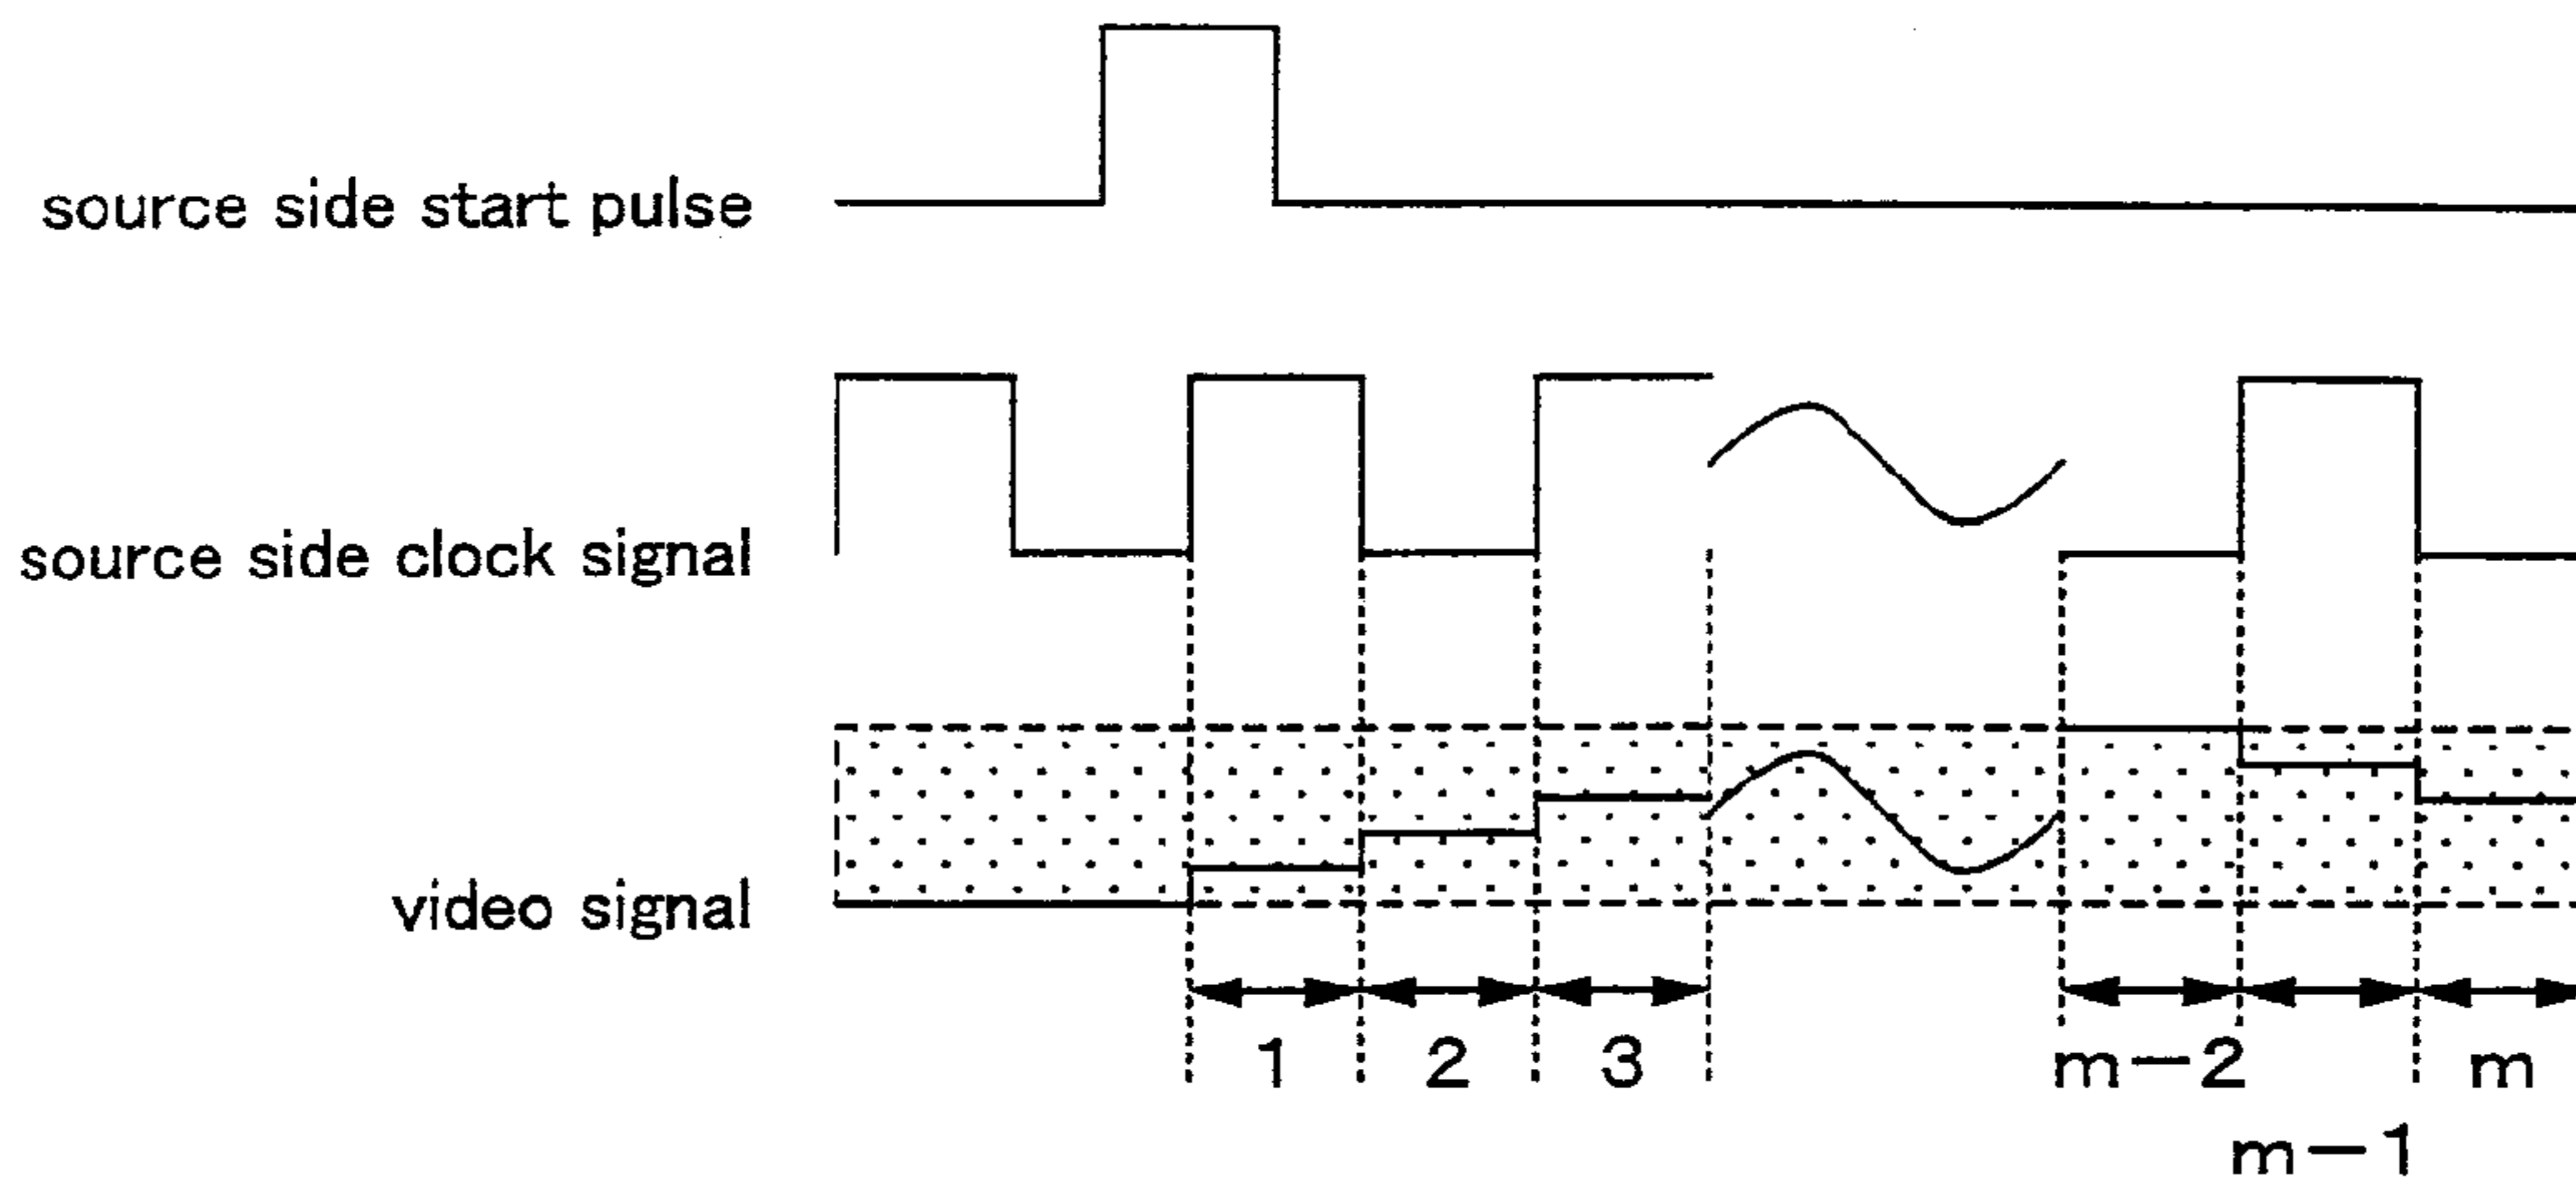 source side start pulse
source side clock signal
video signal
1 2 3 m-2 m
m-1